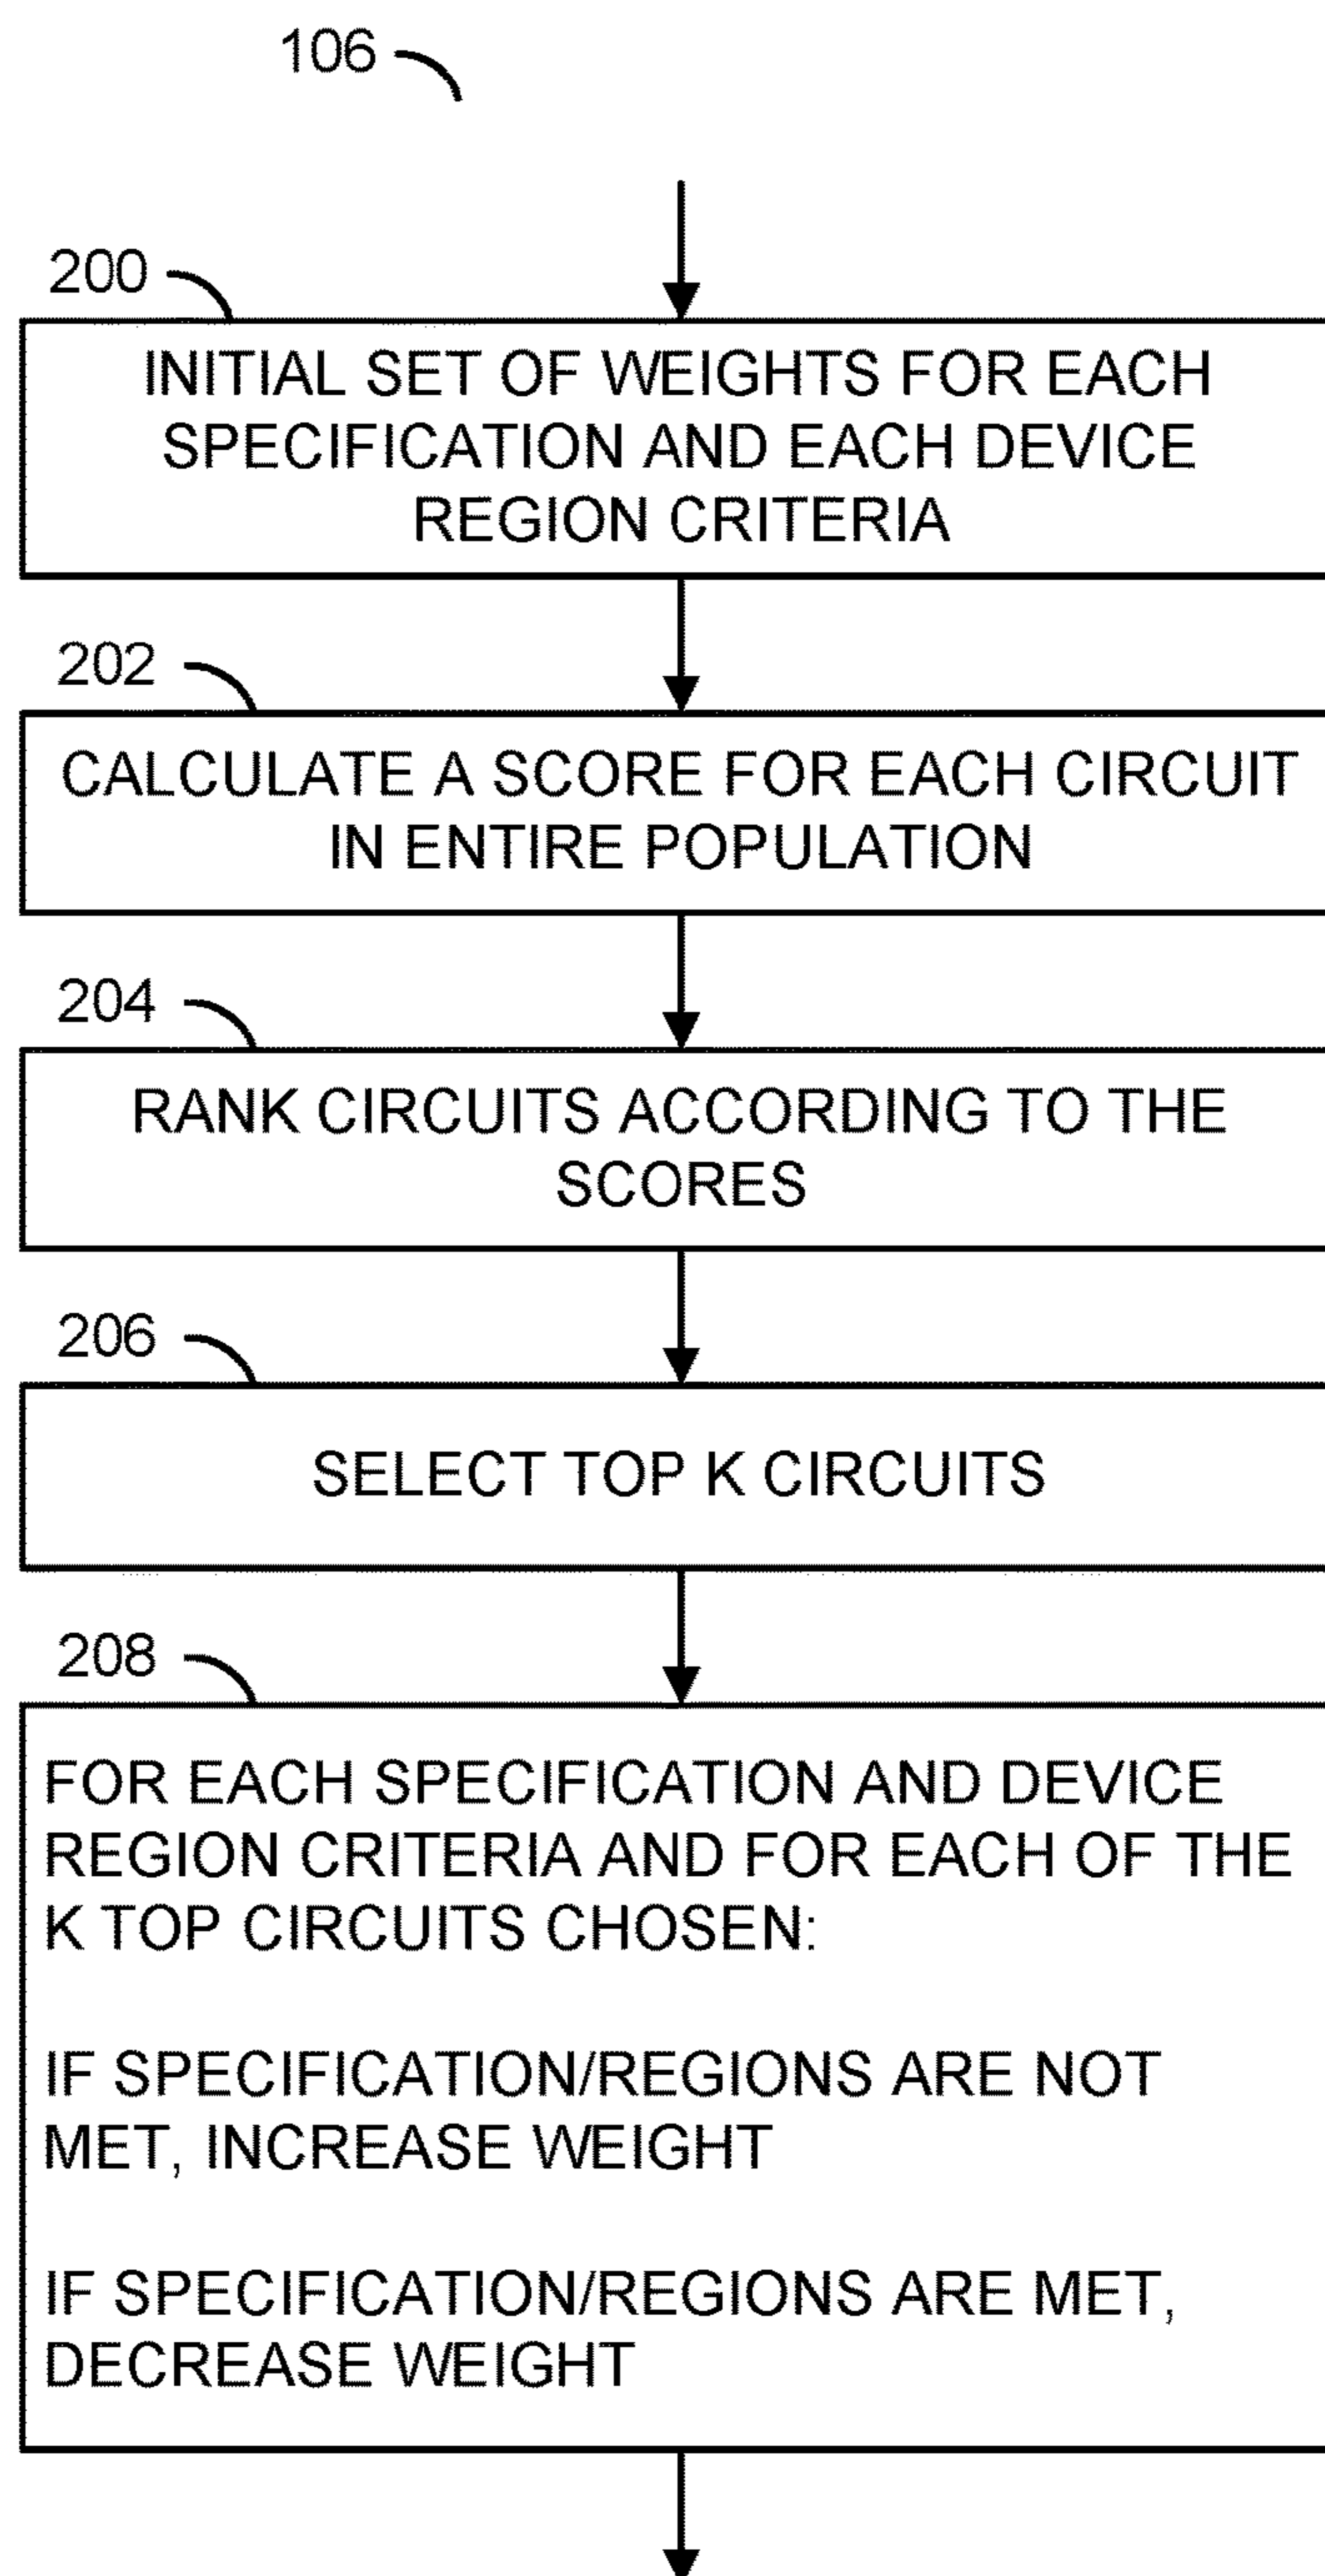 106
200
INITIAL SET OF WEIGHTS FOR EACH
SPECIFICATION AND EACH DEVICE
REGION CRITERIA
202
CALCULATE A SCORE FOR EACH CIRCUIT
IN ENTIRE POPULATION
204
RANK CIRCUITS ACCORDING TO THE
SCORES
206
SELECT TOP K CIRCUITS
208
FOR EACH SPECIFICATION AND DEVICE
REGION CRITERIA AND FOR EACH OF THE
K TOP CIRCUITS CHOSEN:
IF SPECIFICATION/REGIONS ARE NOT
MET, INCREASE WEIGHT
IF SPECIFICATION/REGIONS ARE MET,
DECREASE WEIGHT